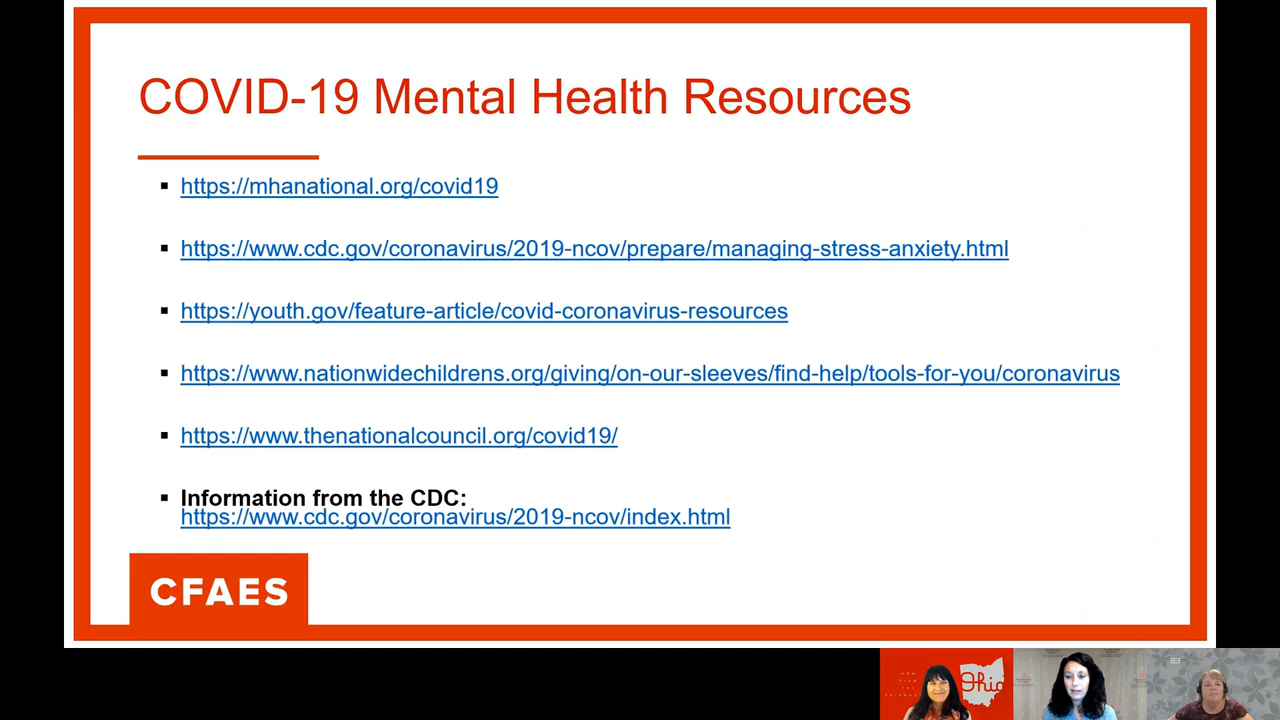 COVID-19 Mental Health Resources
https://mhanational.org/covid19
https://www.cdc.gov/coronavirus/2019-ncov/prepare/managing-stress-anxiety.html
https://youth.gov/feature-article/covid-coronavirus-resources
https://www.nationwidechildrens.org/giving/on-our-sleeves/find-help/tools-for-you/coronavirus
https://www.thenationalcouncil.org/covid19/
Information from the CDC:
https://www.cdc.gov/coronavirus/2019-ncov/index.html
CFAES
Ohio